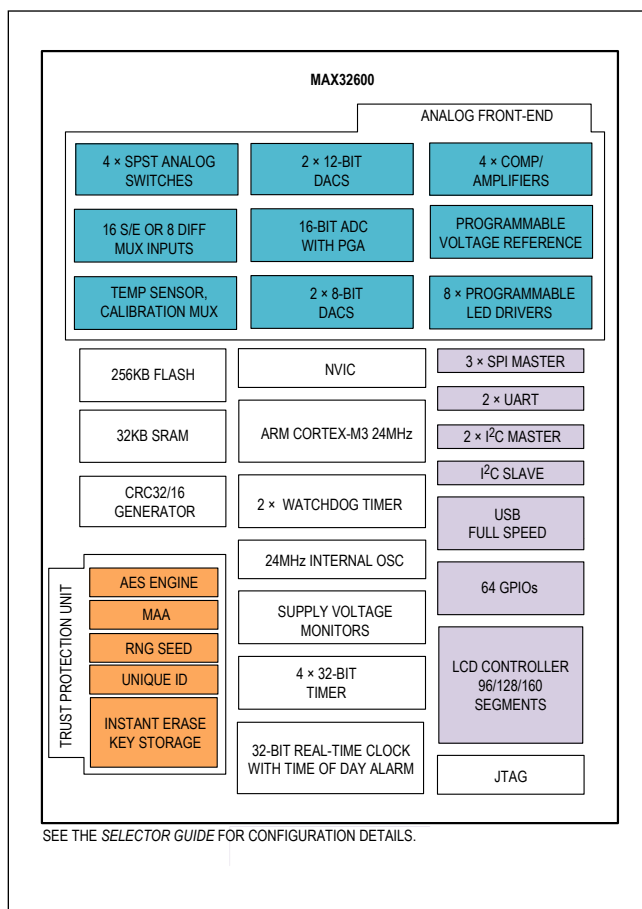 MAX32600
ANALOG FRONT-END
4 × SPST ANALOG
SWITCHES
2 × 12-BIT
DACS
4 × COMP/
AMPLIFIERS
16 S/E OR 8 DIFF
MUX INPUTS
16-BIT ADC
WITH PGA
PROGRAMMABLE
VOLTAGE REFERENCE
TEMP SENSOR,
CALIBRATION MUX
2 × 8-BIT
DACS
8 × PROGRAMMABLE
LED DRIVERS
256KB FLASH
32KB SRAM
CRC32/16
GENERATOR
TRUST PROTECTION UNIT
AES ENGINE
MAA
RNG SEED
UNIQUE ID
INSTANT ERASE
KEY STORAGE
NVIC
ARM CORTEX-M3 24MHz
2 × WATCHDOG TIMER
24MHz INTERNAL OSC
SUPPLY VOLTAGE
MONITORS
4 × 32-BIT
TIMER
32-BIT REAL-TIME CLOCK
WITH TIME OF DAY ALARM
3 × SPI MASTER
2 × UART
2 × I²C MASTER
I²C SLAVE
USB
FULL SPEED
64 GPIOs
LCD CONTROLLER
96/128/160
SEGMENTS
JTAG
SEE THE SELECTOR GUIDE FOR CONFIGURATION DETAILS.